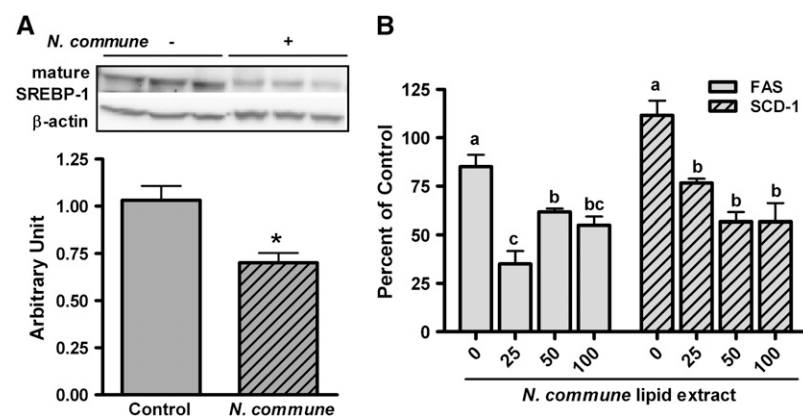 A
N. commune - +
mature
SREBP-1
β-actin
1.25
1.00
0.75
0.50
0.25
0.00
Arbitrary Unit
*
Control N. commune
B
FAS
SCD-1
125
100
75
50
25
0
Percent of Control
a c b bc a b b b
0 25 50 100 0 25 50 100
N. commune lipid extract